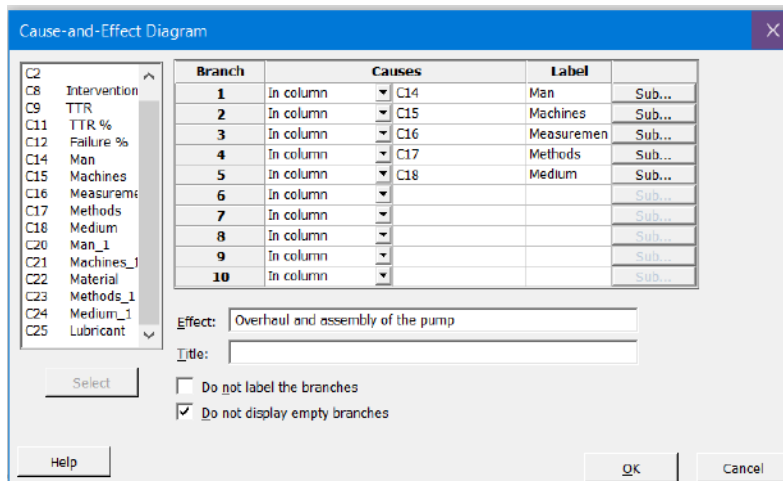 Cause-and-Effect Diagram
C2
C8 Intervention
C9 TTR
C11 TTR %
C12 Failure %
C14 Man
C15 Machines
C16 Measureme
C17 Methods
C18 Medium
C20 Man_1
C21 Machines_1
C22 Material
C23 Methods_1
C24 Medium_1
C25 Lubricant
Select
Branch Causes Label
1 In column C14 Man Sub...
2 In column C15 Machines Sub...
3 In column C16 Measuremen Sub...
4 In column C17 Methods Sub...
5 In column C18 Medium Sub...
6 In column Sub...
7 In column Sub...
8 In column Sub...
9 In column Sub...
10 In column Sub...
Effect: Overhaul and assembly of the pump
Title:
Do not label the branches
Do not display empty branches
Help
OK Cancel